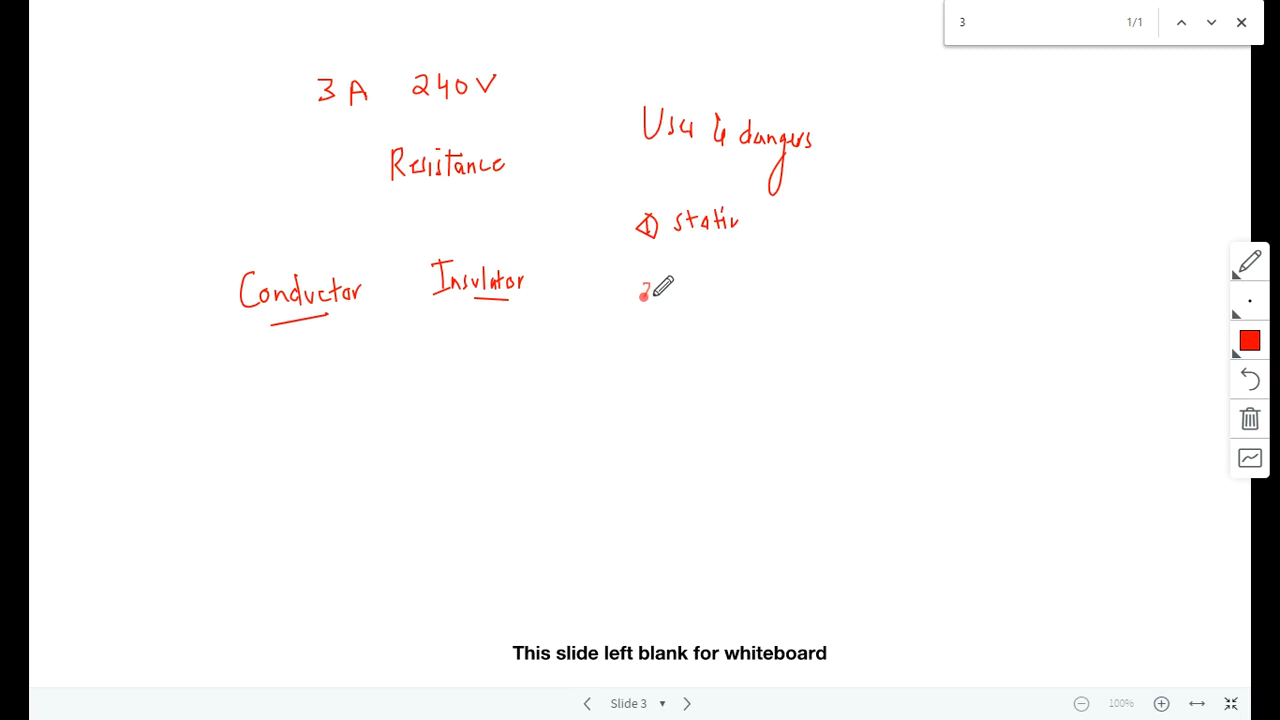 3
1/1
3 A 240V
Resistance
Conductor Insulator
Uses & dangers
① static
2
This slide left blank for whiteboard
Slide 3
100%